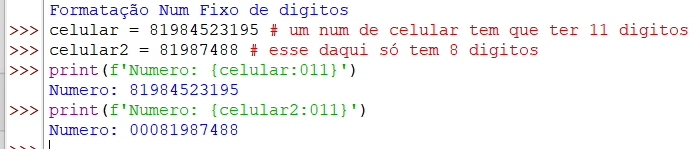 Formatação Num Fixo de digitos
>>> celular = 81984523195 # um num de celular tem que ter 11 digitos
>>> celular2 = 81987488 # esse daqui só tem 8 digitos
>>> print(f'Numero: {celular:011}')
Numero: 81984523195
>>> print(f'Numero: {celular2:011}')
Numero: 00081987488
>>>